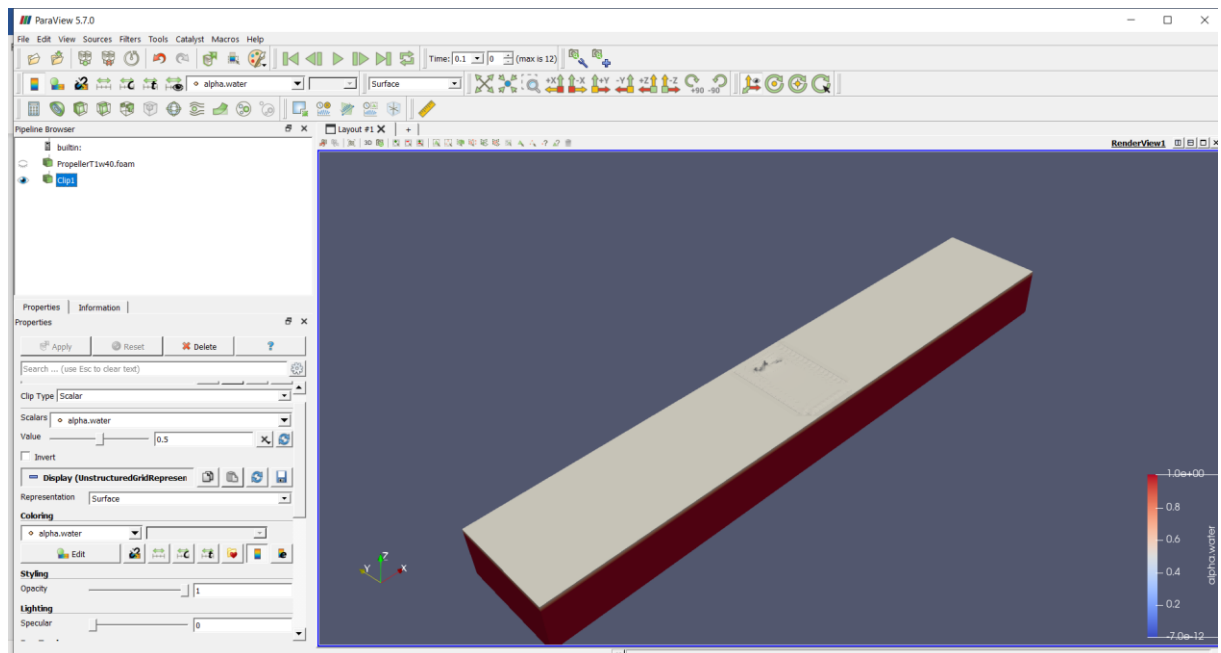 ParaView 5.7.0
File Edit View Sources Filters Tools Catalyst Macros Help
Time: 0.1 0 (max is 12)
alpha.water Surface +X -X +Y -Y +Z -Z +90 -90
Pipeline Browser
Layout #1 +
builtin:
3D
RenderView1
PropellerT1w40.foam
Clip1
Properties Information
Properties
Apply Reset Delete ?
Search ... (use Esc to clear text)
Clip Type Scalar
Scalars alpha.water
Value 0.5
Invert
Display (UnstructuredGridRepresen
Representation Surface
Coloring
alpha.water
Edit
Styling
Opacity 1
Lighting
Specular 0
Z
Y X
1.0e+00
0.8
0.6
0.4
0.2
-7.0e-12
alpha.water